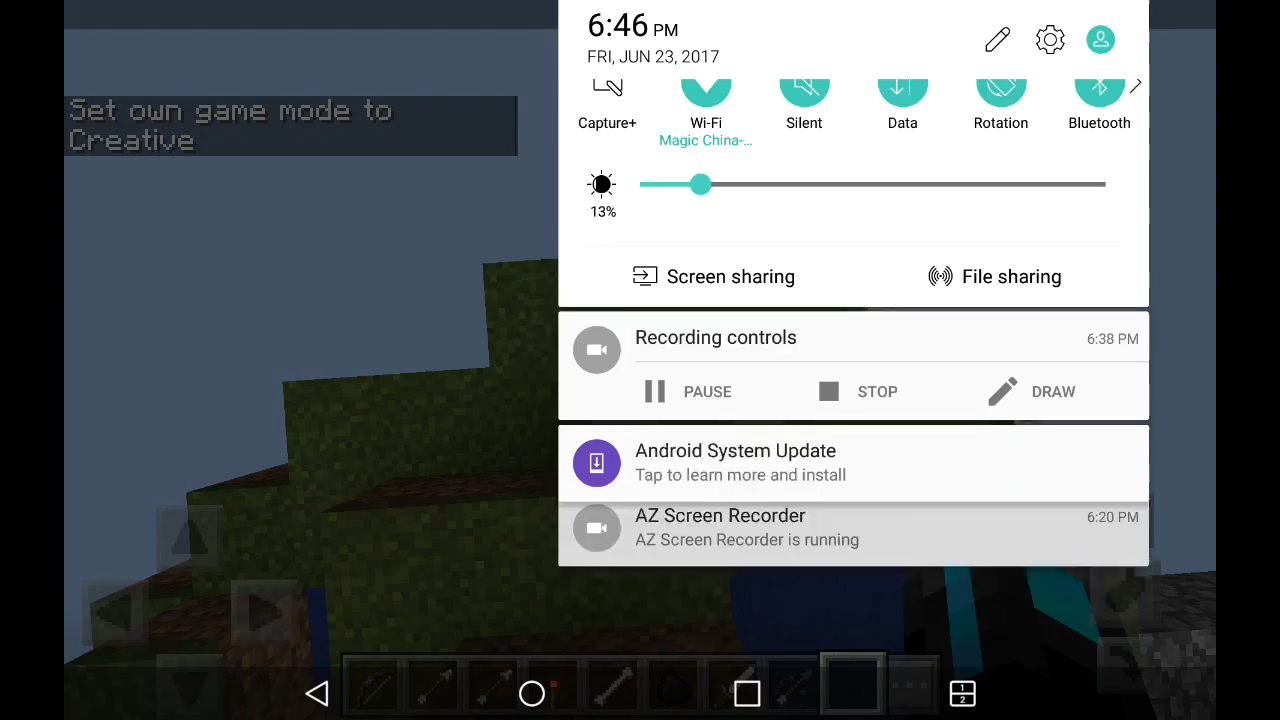 6:46 PM
FRI, JUN 23, 2017
Set own game mode to
Creative
Capture+
Wi-Fi
Magic China-...
Silent
Data
Rotation
Bluetooth
13%
Screen sharing
File sharing
Recording controls
6:38 PM
PAUSE
STOP
DRAW
Android System Update
Tap to learn more and install
AZ Screen Recorder
6:20 PM
AZ Screen Recorder is running
1
2